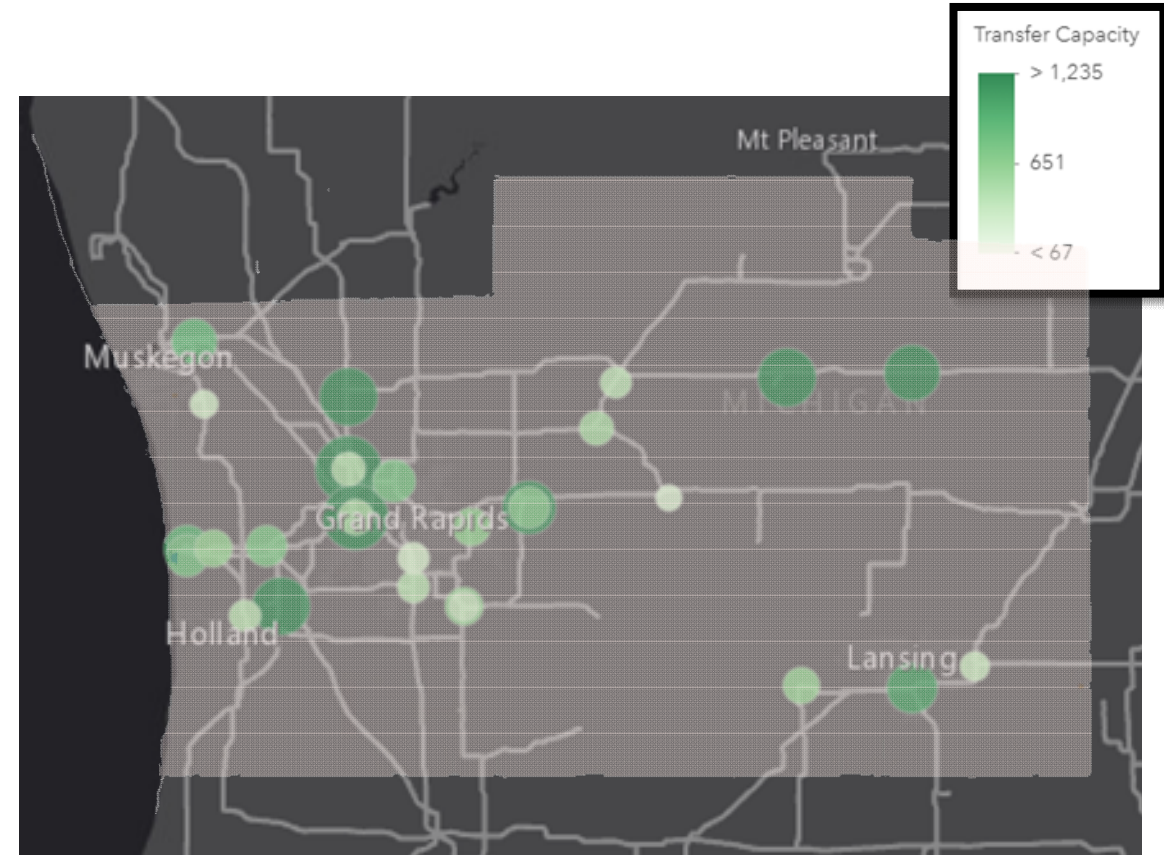 Transfer Capacity
> 1,235
651
< 67
Mt Pleasant
Muskegon
MICHIGAN
Grand Rapids
Holland
Lansing